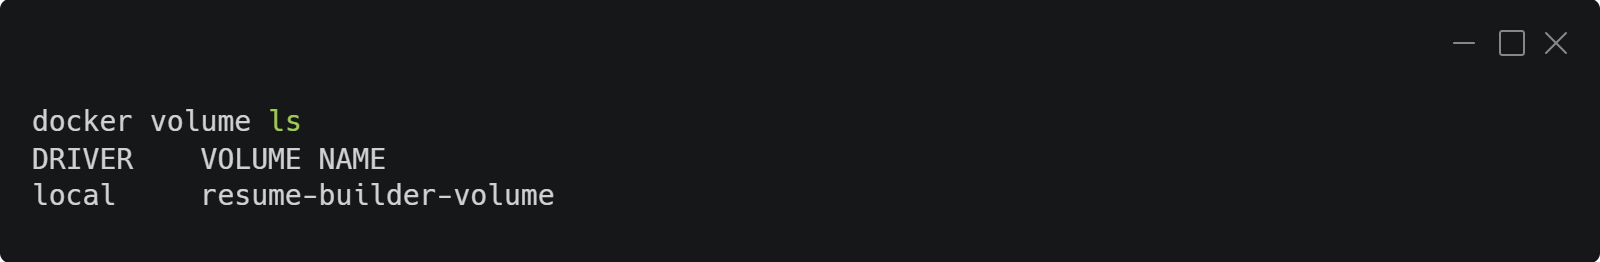 docker volume ls
DRIVER    VOLUME NAME
local     resume-builder-volume